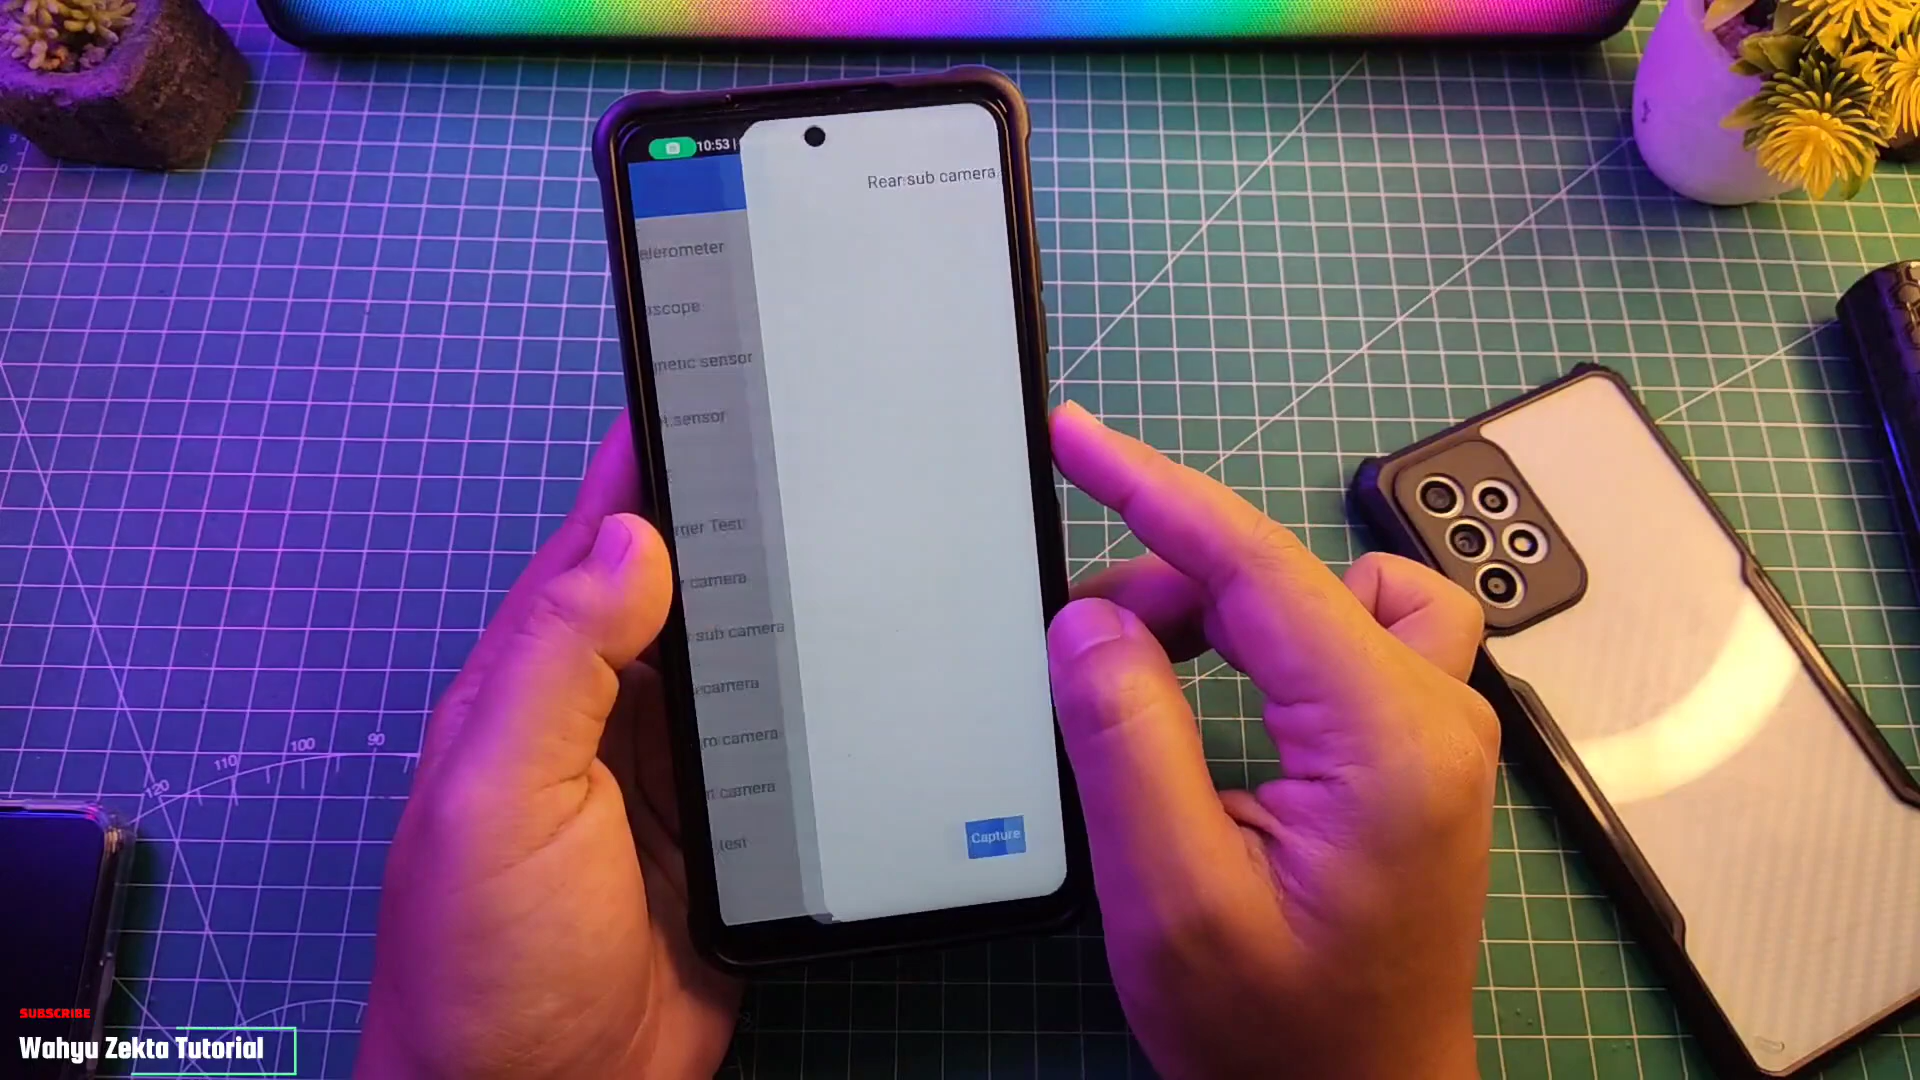 10:53
Rear sub camera
elerometer
scope
netic sensor
sensor
Test
camera
sub camera
camera
camera
camera
test
Capture
120
110
100
90
SUBSCRIBE
Wahyu Zekta Tutorial